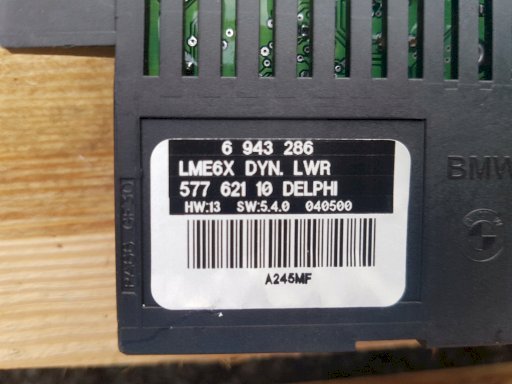 6 943 286
LME6X DYN. LWR
577 621 10 DELPHI
HW:13 SW:5.4.0 040500
A245MF
BMW